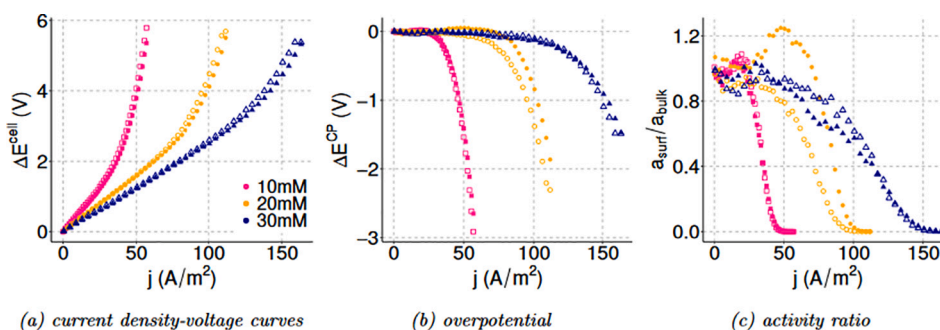 6
4
2
0
ΔE^cell (V)
10mM
20mM
30mM
0 50 100 150
j (A/m²)
(a) current density-voltage curves
0
−1
−2
−3
ΔE^CP (V)
0 50 100 150
j (A/m²)
(b) overpotential
1.2
0.8
0.4
0.0
a_surf/a_bulk
0 50 100 150
j (A/m²)
(c) activity ratio